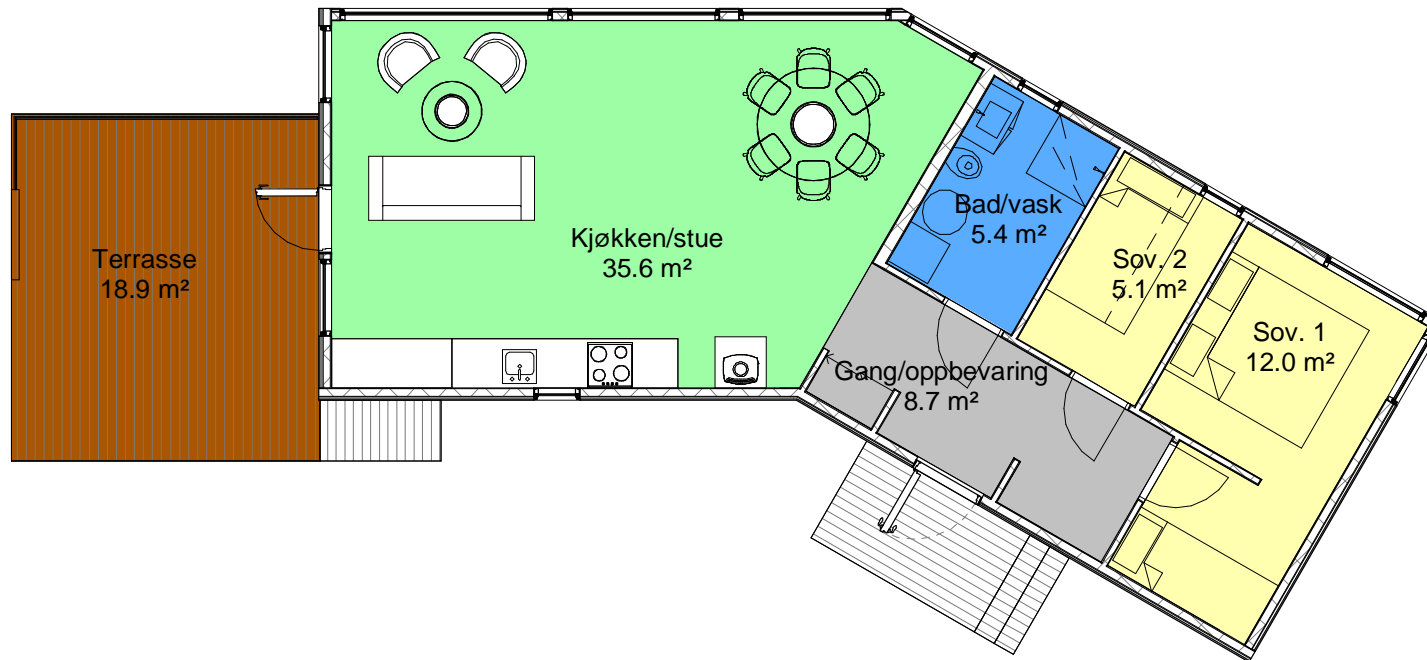 Terrasse
18.9 m²
Kjøkken/stue
35.6 m²
Bad/vask
5.4 m²
Sov. 2
5.1 m²
Sov. 1
12.0 m²
Gang/oppbevaring
8.7 m²